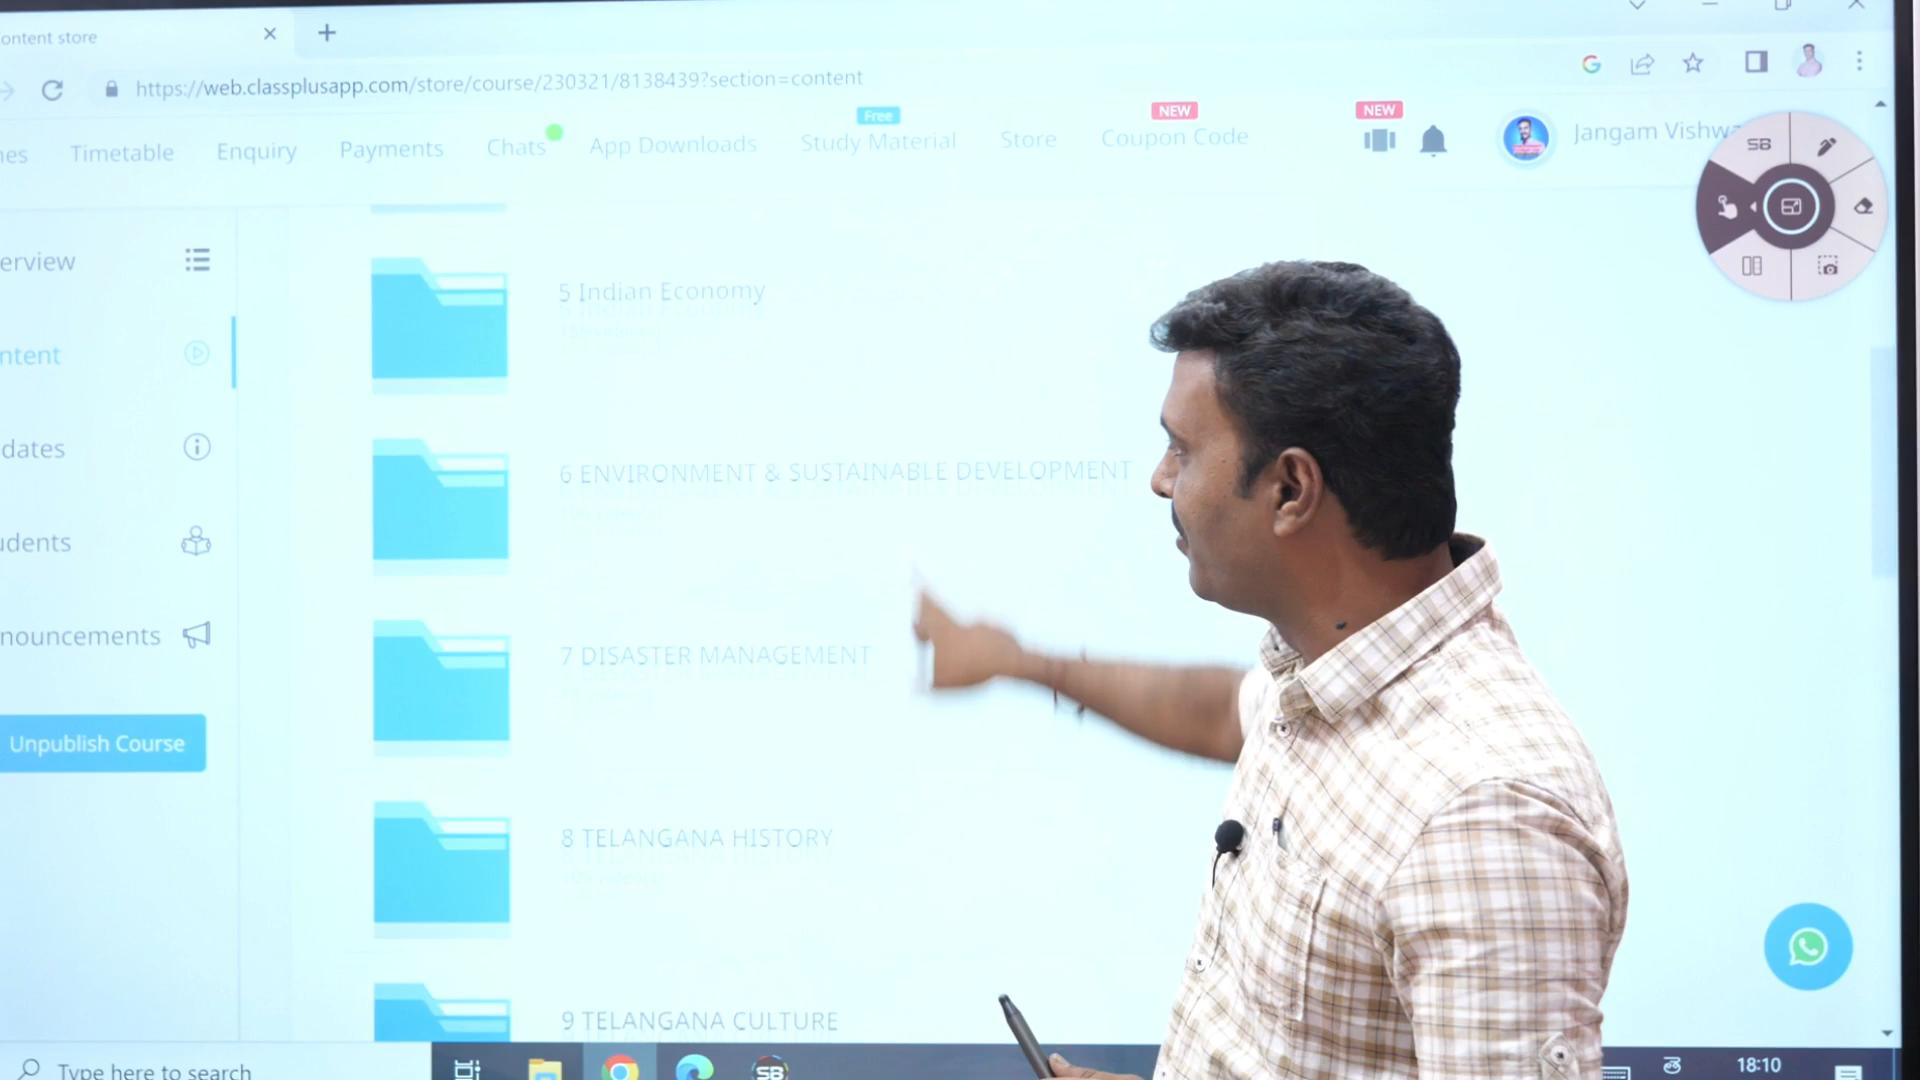 ontent store
https://web.classplusapp.com/store/course/230321/8138439?section=content
Timetable
Enquiry
Payments
Chats
App Downloads
Free
Study Material
Store
NEW
Coupon Code
NEW
Jangam Vishwa
SB
erview
ntent
dates
udents
nouncements
Unpublish Course
5 Indian Economy
6 ENVIRONMENT & SUSTAINABLE DEVELOPMENT
7 DISASTER MANAGEMENT
8 TELANGANA HISTORY
9 TELANGANA CULTURE
Type here to search
SB
18:10